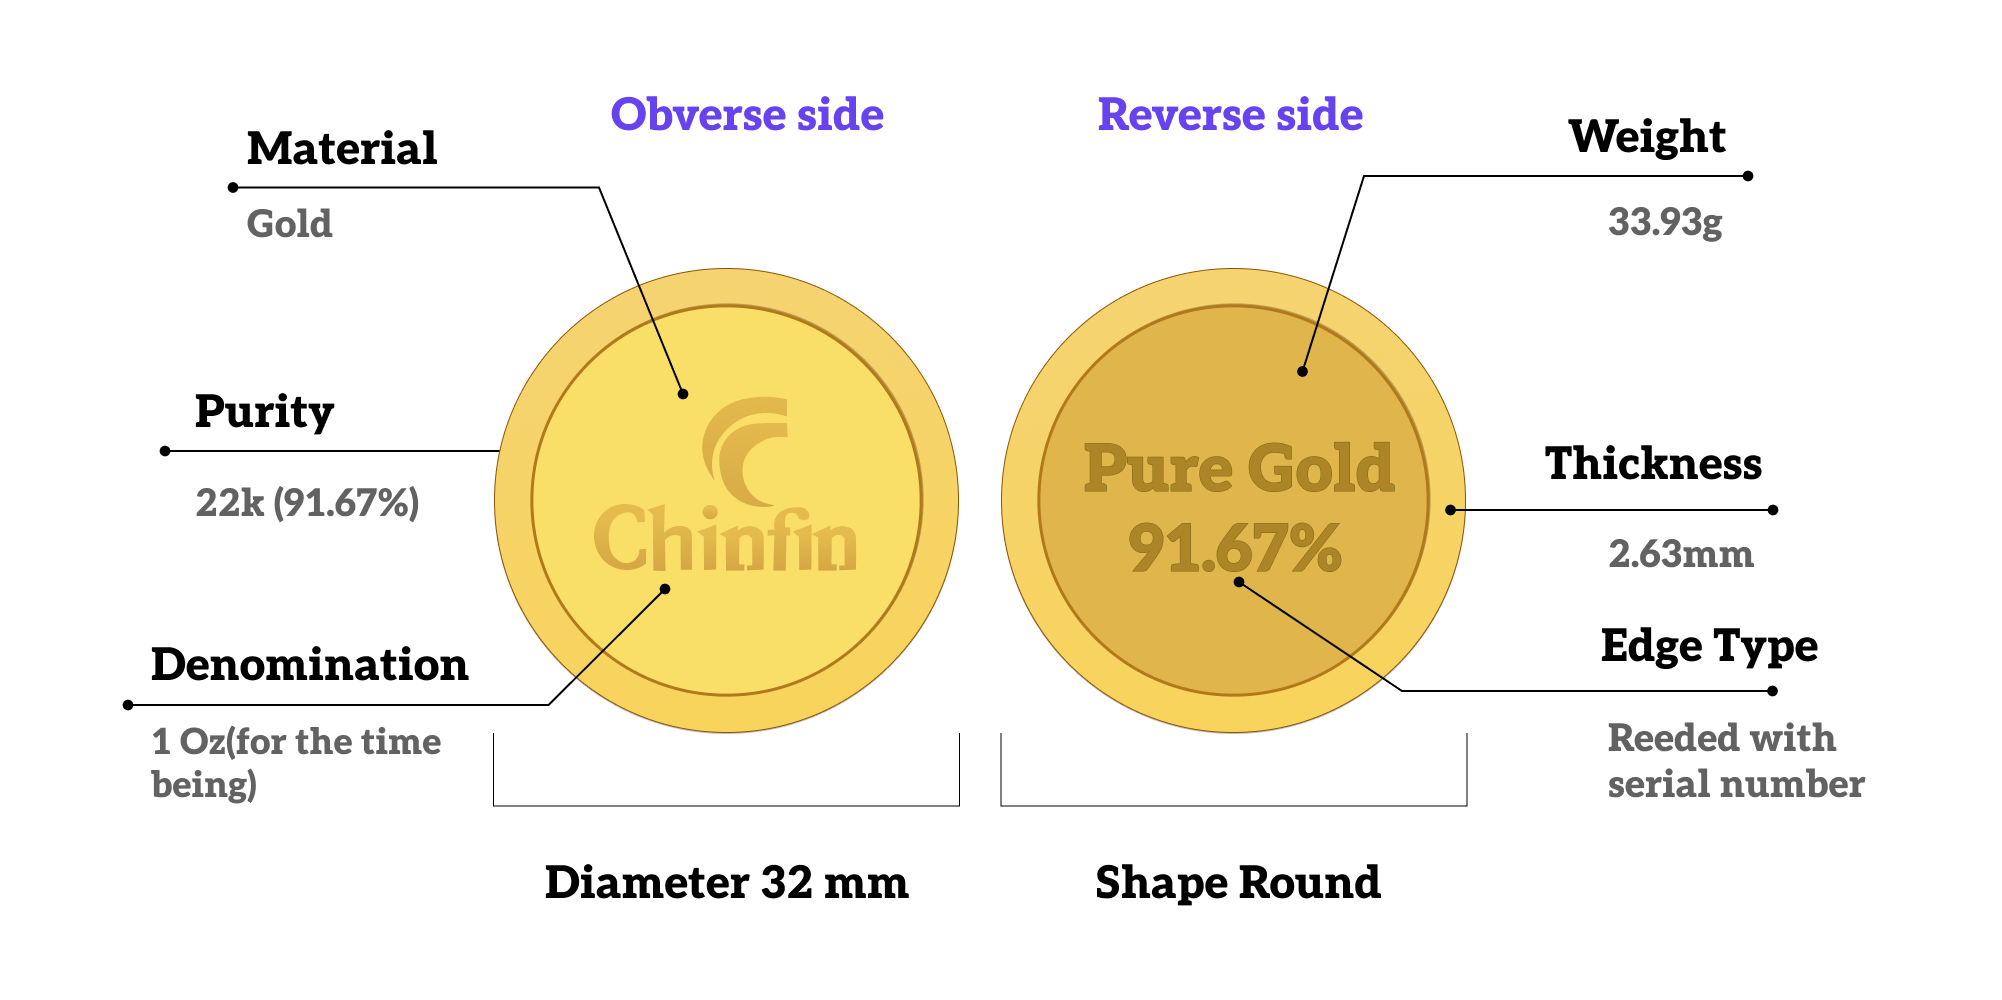 Obverse side
Reverse side
Material
Gold
Purity
22k (91.67%)
Denomination
1 Oz(for the time
being)
Chinfin
Pure Gold
91.67%
Weight
33.93g
Thickness
2.63mm
Edge Type
Reeded with
serial number
Diameter 32 mm
Shape Round